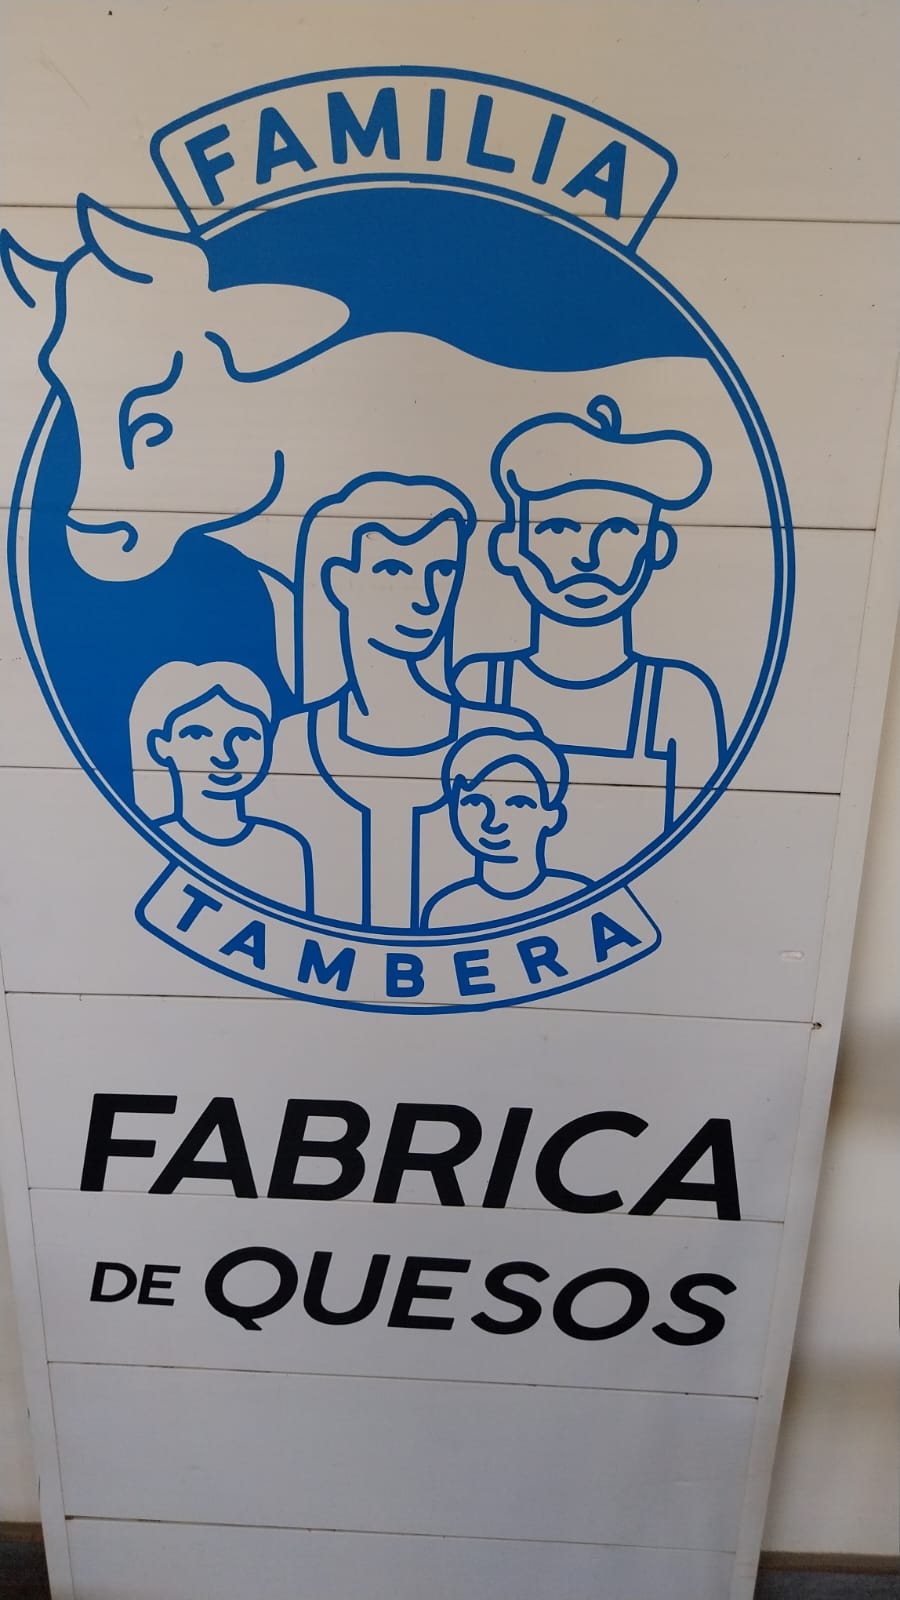 FAMILIA
TAMBERA
FABRICA
DE QUESOS